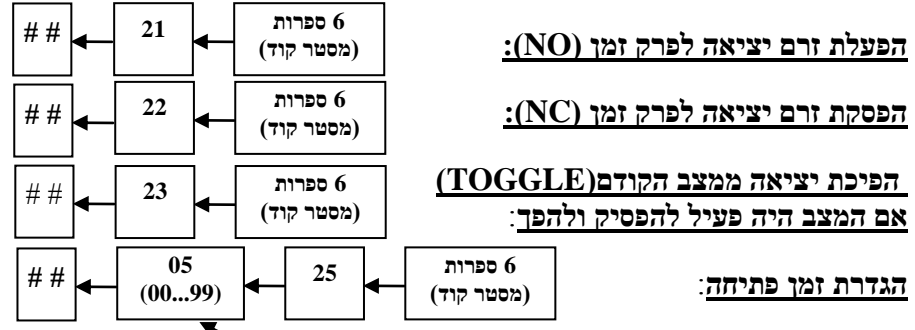 הפעלת זרם יציאה לפרק זמן (NO):
6 ספרות
(מסטר קוד)
21
# #
הפסקת זרם יציאה לפרק זמן (NC):
6 ספרות
(מסטר קוד)
22
# #
הפיכת יציאה ממצב הקודם(TOGGLE)
אם המצב היה פעיל להפסיק ולהפך:
6 ספרות
(מסטר קוד)
23
# #
הגדרת זמן פתיחה:
6 ספרות
(מסטר קוד)
25
05
(00...99)
# #